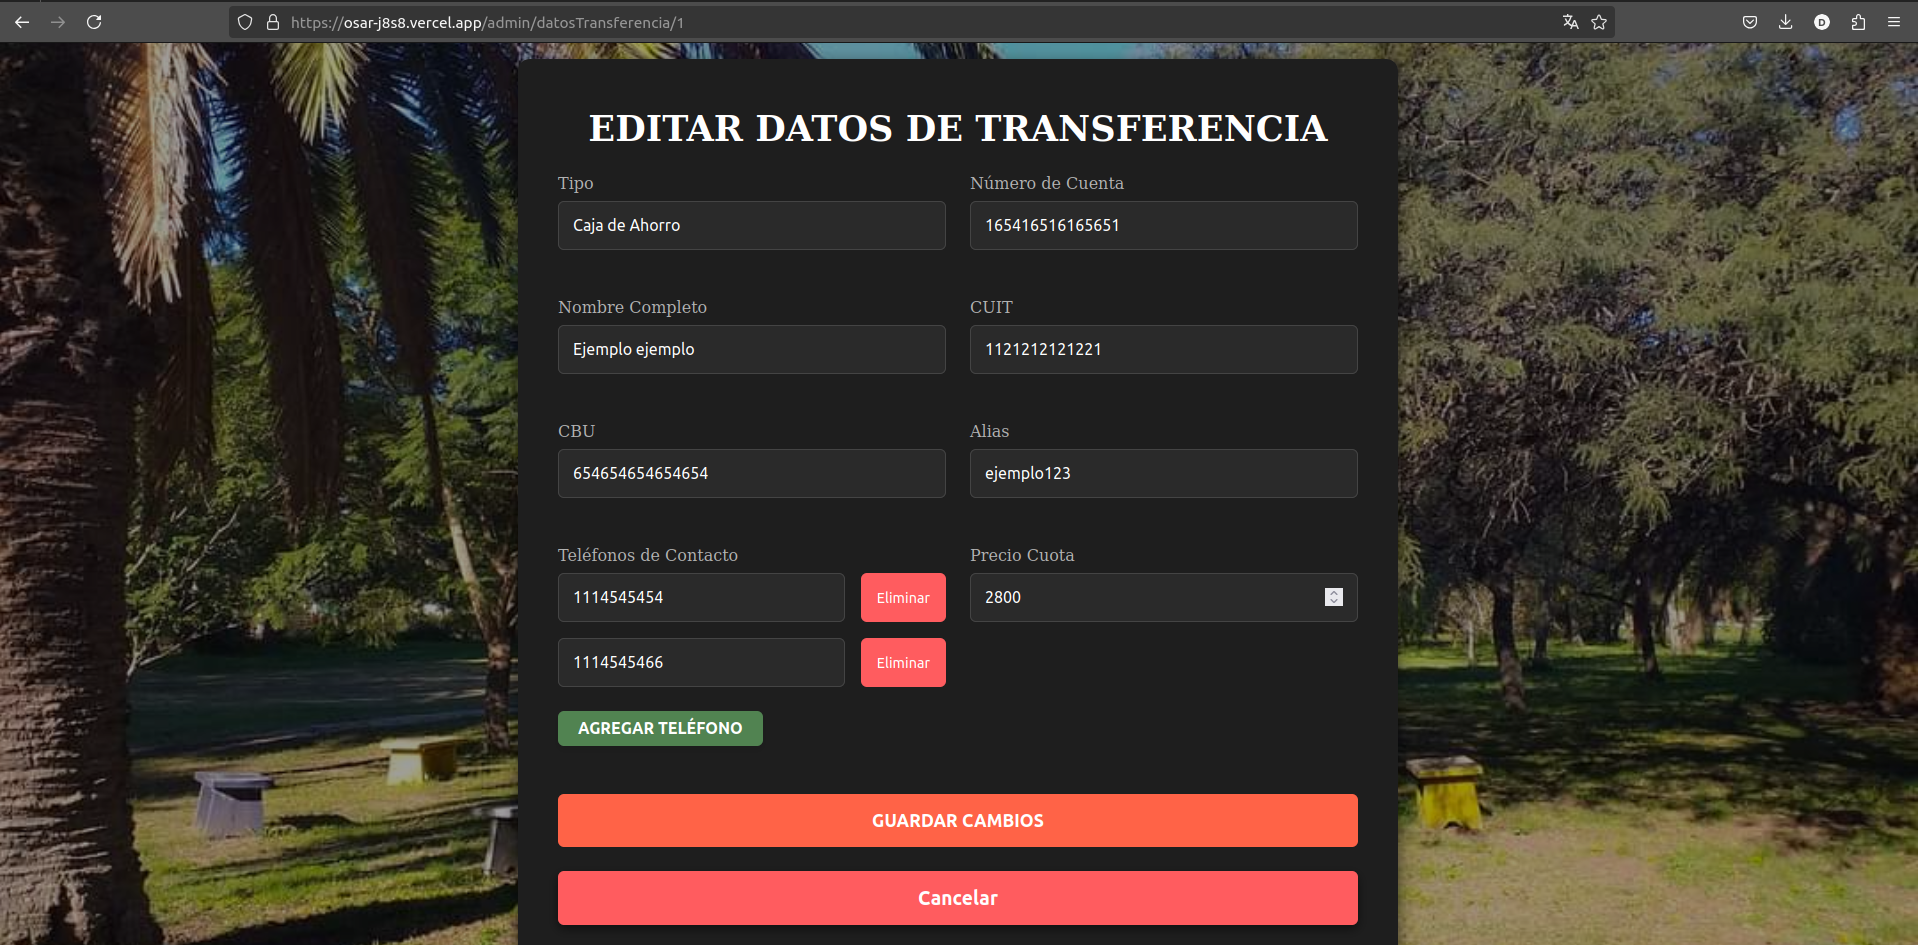 https://osar-j8s8.vercel.app/admin/datosTransferencia/1
EDITAR DATOS DE TRANSFERENCIA
Tipo
Número de Cuenta
Caja de Ahorro
165416516165651
Nombre Completo
CUIT
Ejemplo ejemplo
1121212121221
CBU
Alias
654654654654654
ejemplo123
Teléfonos de Contacto
Precio Cuota
1114545454
Eliminar
2800
1114545466
Eliminar
AGREGAR TELÉFONO
GUARDAR CAMBIOS
Cancelar